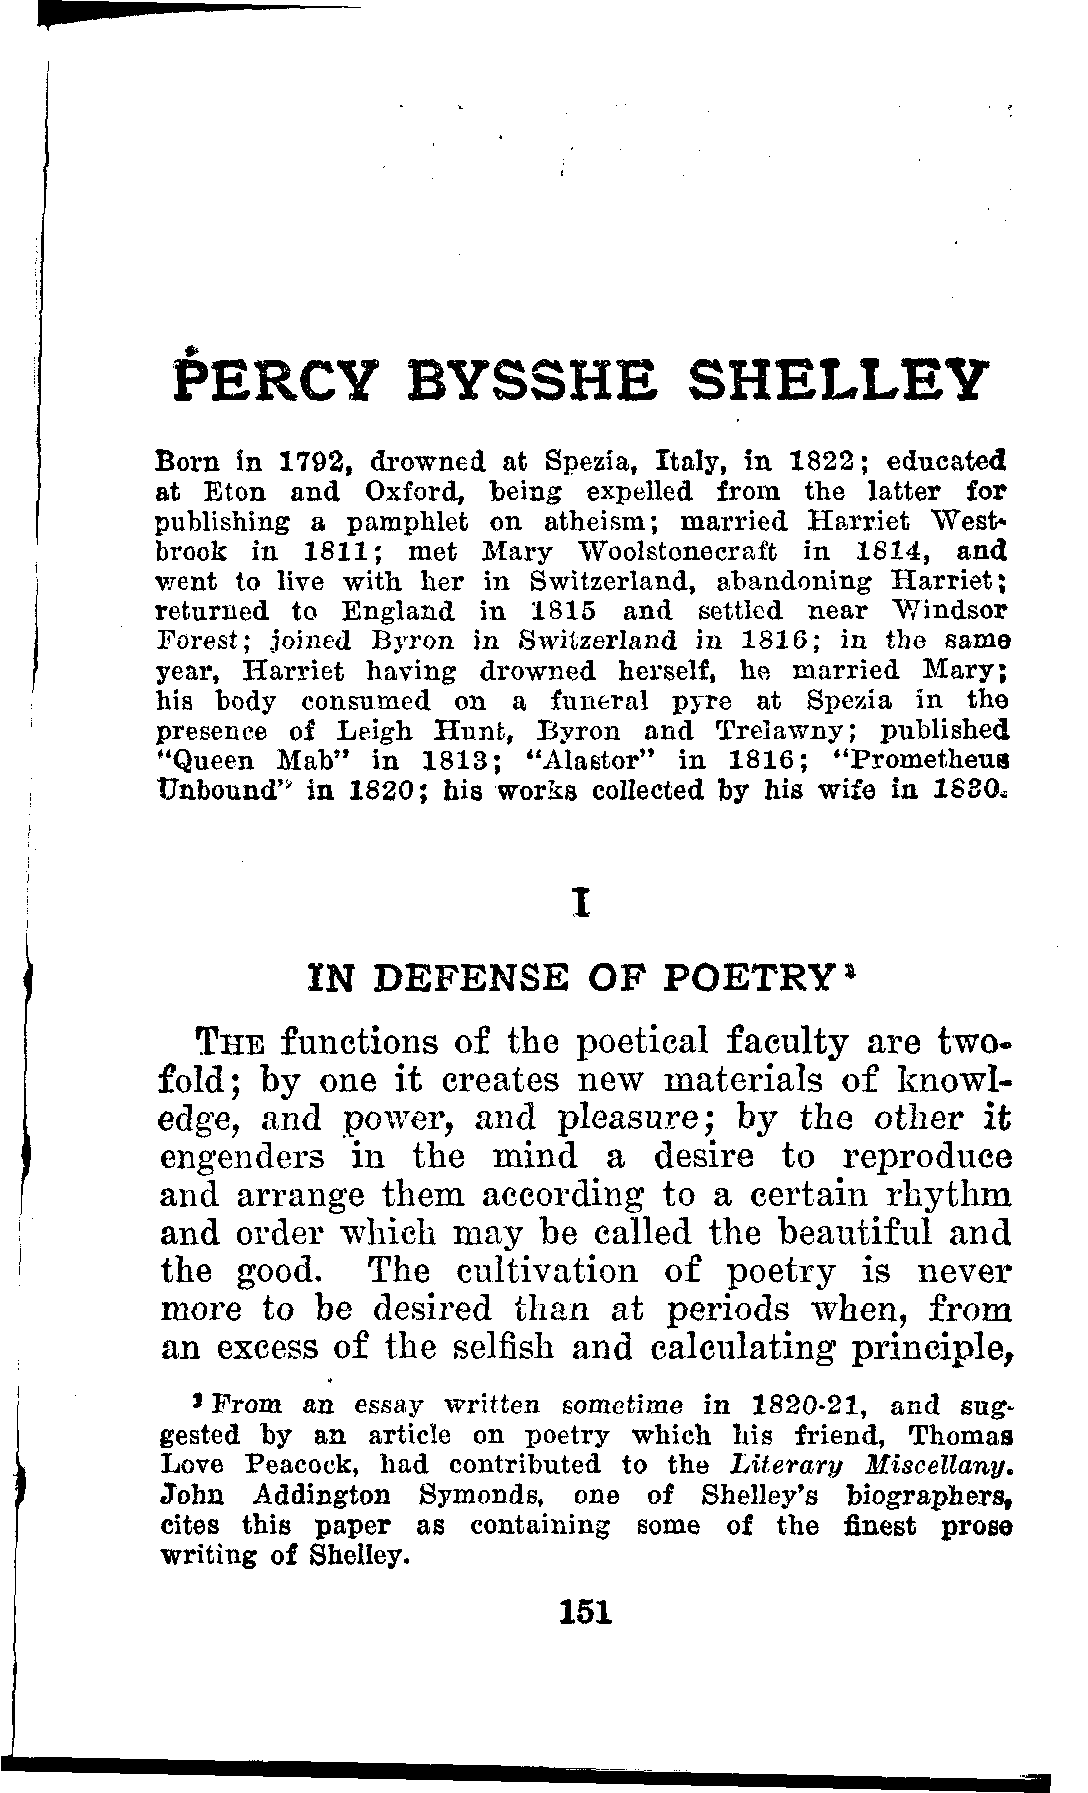 PERCY BYSSHE SHELLEY
Born in 1792, drowned at Spezia, Italy, in 1822; educated
at Eton and Oxford, being expelled from the latter for
publishing a pamphlet on atheism; married Harriet West-
brook in 1811; met Mary Woolstonecraft in 1814, and
went to live with her in Switzerland, abandoning Harriet;
returned to England in 1815 and settled near Windsor
Forest; joined Byron in Switzerland in 1816; in the same
year, Harriet having drowned herself, he married Mary;
his body consumed on a funeral pyre at Spezia in the
presence of Leigh Hunt, Byron and Trelawny; published
"Queen Mab" in 1813; "Alastor" in 1816; "Prometheus
Unbound" in 1820; his works collected by his wife in 1830.
I
IN DEFENSE OF POETRY¹
THE functions of the poetical faculty are two-
fold; by one it creates new materials of knowl-
edge, and power, and pleasure; by the other it
engenders in the mind a desire to reproduce
and arrange them according to a certain rhythm
and order which may be called the beautiful and
the good. The cultivation of poetry is never
more to be desired than at periods when, from
an excess of the selfish and calculating principle,
¹ From an essay written sometime in 1820-21, and sug-
gested by an article on poetry which his friend, Thomas
Love Peacock, had contributed to the Literary Miscellany.
John Addington Symonds, one of Shelley's biographers,
cites this paper as containing some of the finest prose
writing of Shelley.
151